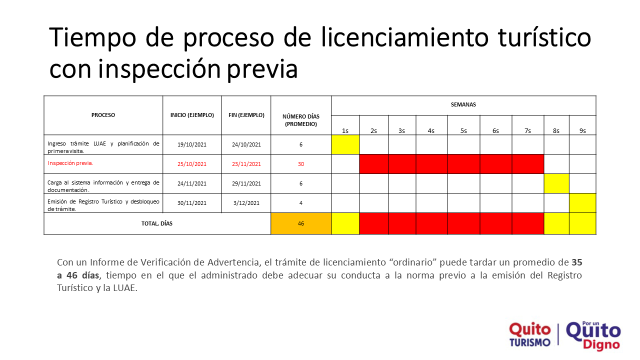 Tiempo de proceso de licenciamiento turístico
con inspección previa
PROCESO INICIO (EJEMPLO) FIN (EJEMPLO) NÚMERO DÍAS (PROMEDIO) SEMANAS
1s 2s 3s 4s 5s 6s 7s 8s 9s
Ingreso trámite LUAE y planificación de
primera visita. 19/10/2021 24/10/2021 6
Inspección previa. 25/10/2021 23/11/2021 30
Carga al sistema información y entrega de
documentación. 24/11/2021 29/11/2021 6
Emisión de Registro Turístico y desbloqueo
de trámite. 30/11/2021 3/12/2021 4
TOTAL DÍAS 46
Con un Informe de Verificación de Advertencia, el trámite de licenciamiento “ordinario” puede tardar un promedio de 35
a 46 días, tiempo en el que el administrado debe adecuar su conducta a la norma previo a la emisión del Registro
Turístico y la LUAE.
Quito
TURISMO
Por un
Quito
Digno